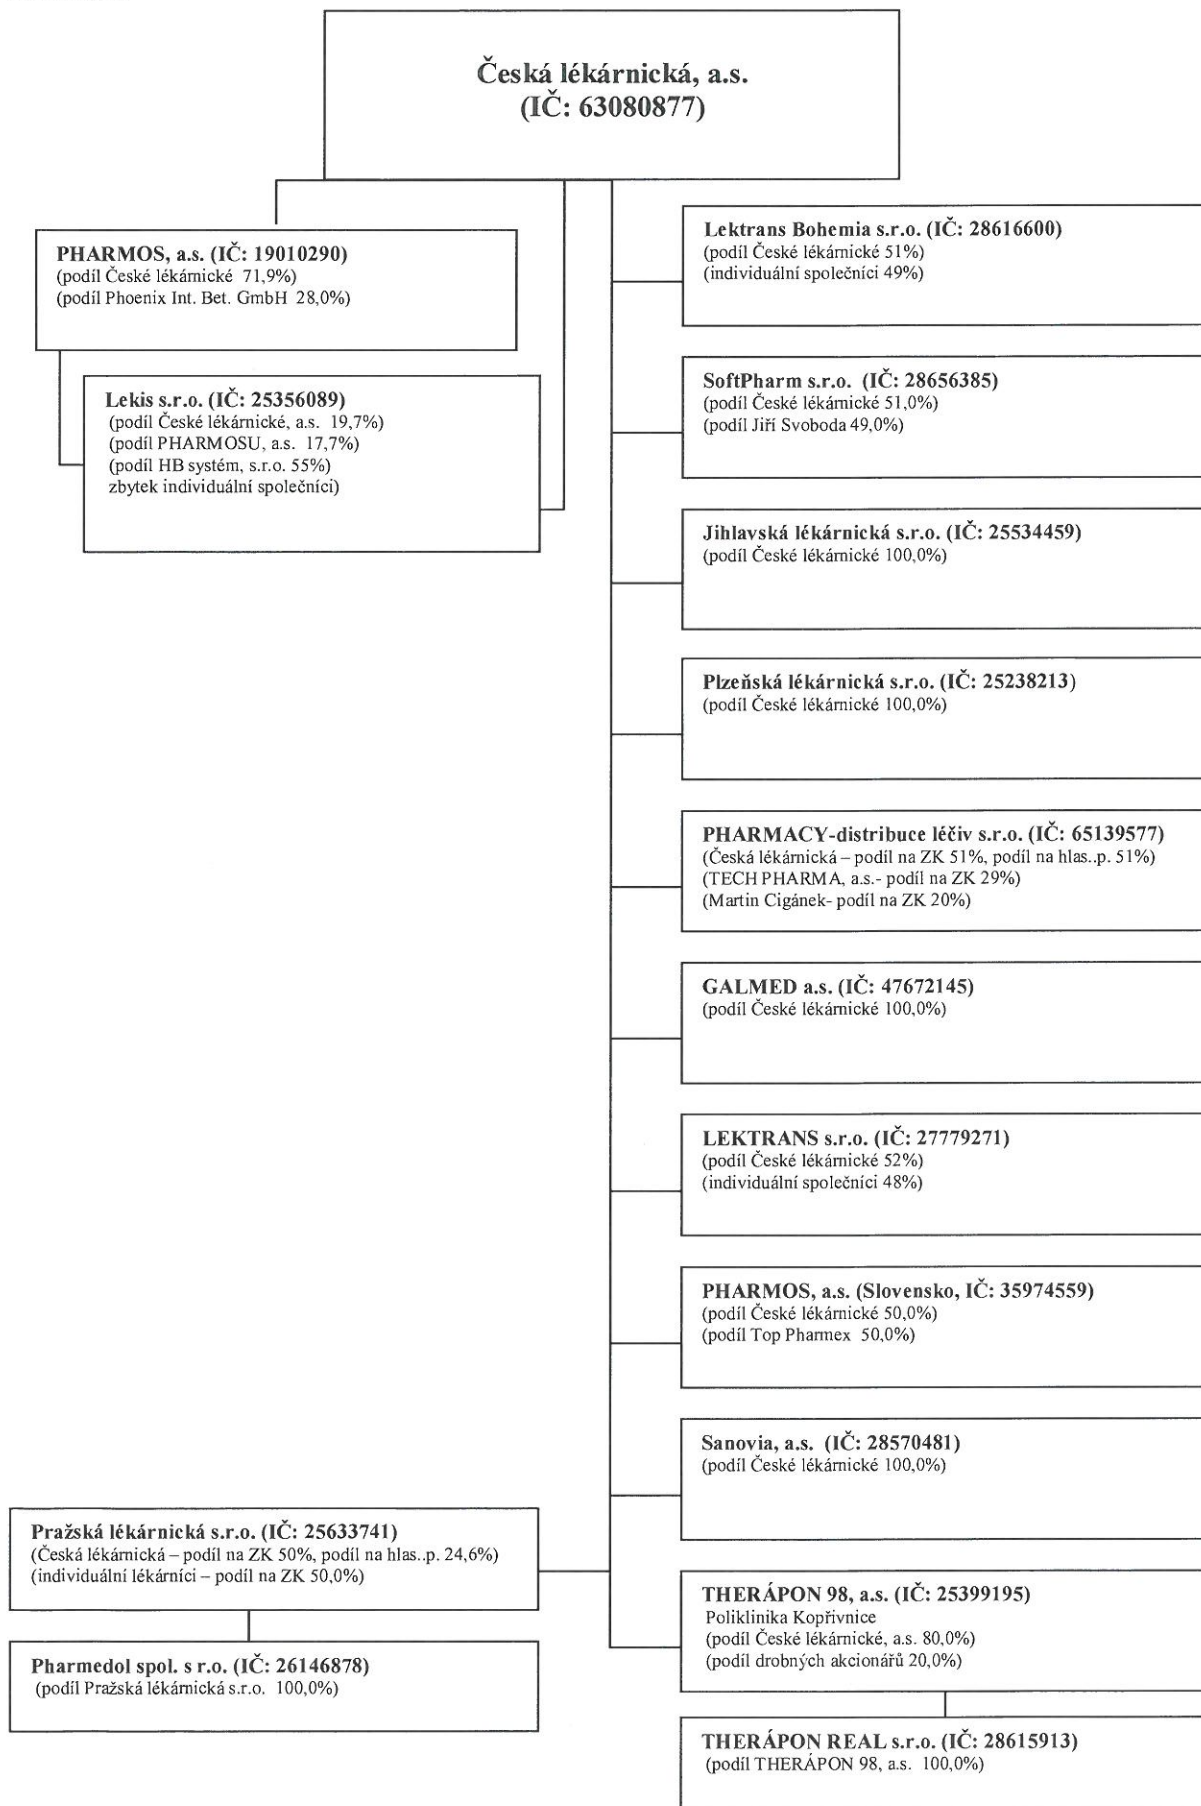 Česká lékárnická, a.s.
(IČ: 63080877)
PHARMOS, a.s. (IČ: 19010290)
(podíl České lékárnické 71,9%)
(podíl Phoenix Int. Bet. GmbH 28,0%)
Lekis s.r.o. (IČ: 25356089)
(podíl České lékárnické, a.s. 19,7%)
(podíl PHARMOSU, a.s. 17,7%)
(podíl HB systém, s.r.o. 55%)
zbytek individuální společníci)
Lektrans Bohemia s.r.o. (IČ: 28616600)
(podíl České lékárnické 51%)
(individuální společníci 49%)
SoftPharm s.r.o. (IČ: 28656385)
(podíl České lékárnické 51,0%)
(podíl Jiří Svoboda 49,0%)
Jihlavská lékárnická s.r.o. (IČ: 25534459)
(podíl České lékárnické 100,0%)
Plzeňská lékárnická s.r.o. (IČ: 25238213)
(podíl České lékárnické 100,0%)
PHARMACY-distribuce léčiv s.r.o. (IČ: 65139577)
(Česká lékárnická – podíl na ZK 51%, podíl na hlas..p. 51%)
(TECH PHARMA, a.s.- podíl na ZK 29%)
(Martin Cigánek- podíl na ZK 20%)
GALMED a.s. (IČ: 47672145)
(podíl České lékárnické 100,0%)
LEKTRANS s.r.o. (IČ: 27779271)
(podíl České lékárnické 52%)
(individuální společníci 48%)
PHARMOS, a.s. (Slovensko, IČ: 35974559)
(podíl České lékárnické 50,0%)
(podíl Top Pharmex 50,0%)
Sanovia, a.s. (IČ: 28570481)
(podíl České lékárnické 100,0%)
Pražská lékárnická s.r.o. (IČ: 25633741)
(Česká lékárnická – podíl na ZK 50%, podíl na hlas..p. 24,6%)
(individuální lékárníci – podíl na ZK 50,0%)
Pharmedol spol. s r.o. (IČ: 26146878)
(podíl Pražská lékárnická s.r.o. 100,0%)
THERÁPON 98, a.s. (IČ: 25399195)
Poliklinika Kopřivnice
(podíl České lékárnické, a.s. 80,0%)
(podíl drobných akcionářů 20,0%)
THERÁPON REAL s.r.o. (IČ: 28615913)
(podíl THERÁPON 98, a.s. 100,0%)